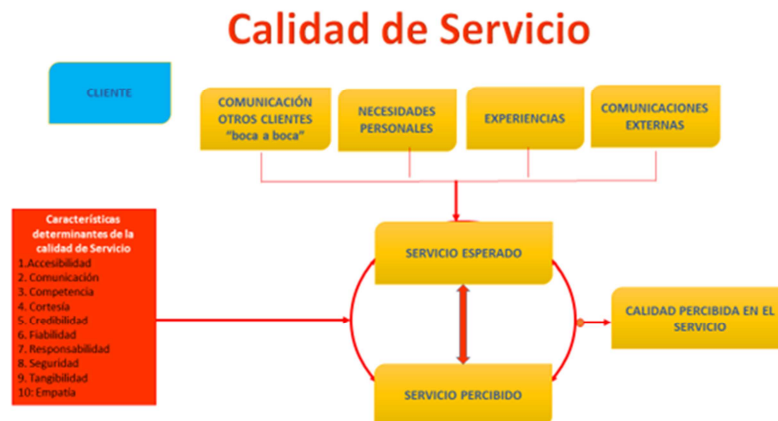 Calidad de Servicio
CLIENTE
COMUNICACIÓN
OTROS CLIENTES
"boca a boca"
NECESIDADES
PERSONALES
EXPERIENCIAS
COMUNICACIONES
EXTERNAS
Características
determinantes de la
calidad de Servicio
1.Accesibilidad
2. Comunicación
3. Competencia
4. Cortesía
5. Credibilidad
6. Fiabilidad
7. Responsabilidad
8. Seguridad
9. Tangibilidad
10: Empatía
SERVICIO ESPERADO
CALIDAD PERCIBIDA EN EL
SERVICIO
SERVICIO PERCIBIDO